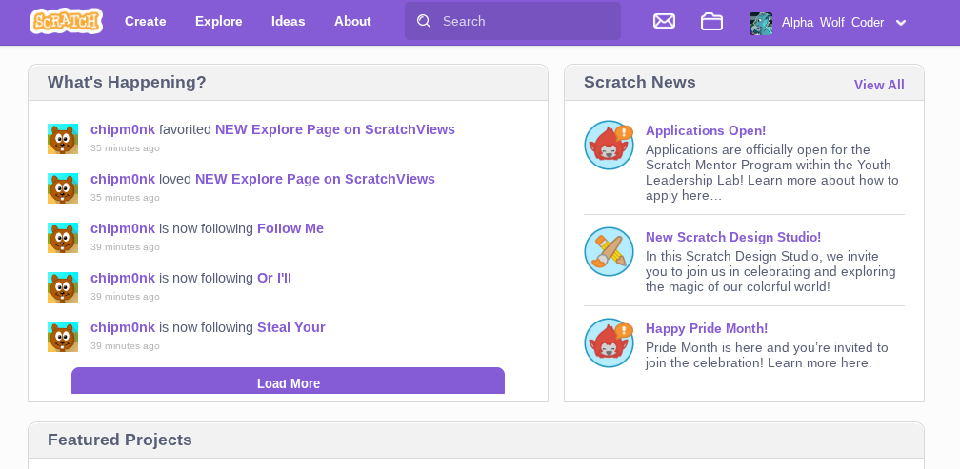 SCRATCH Create Explore Ideas About Search Alpha Wolf Coder
What's Happening?
chipm0nk favorited NEW Explore Page on ScratchViews
35 minutes ago
chipm0nk loved NEW Explore Page on ScratchViews
35 minutes ago
chipm0nk is now following Follow Me
39 minutes ago
chipm0nk is now following Or I'll
39 minutes ago
chipm0nk is now following Steal Your
39 minutes ago
Load More
Scratch News View All
Applications Open!
Applications are officially open for the
Scratch Mentor Program within the Youth
Leadership Lab! Learn more about how to
apply here...
New Scratch Design Studio!
In this Scratch Design Studio, we invite
you to join us in celebrating and exploring
the magic of our colorful world!
Happy Pride Month!
Pride Month is here and you're invited to
join the celebration! Learn more here.
Featured Projects